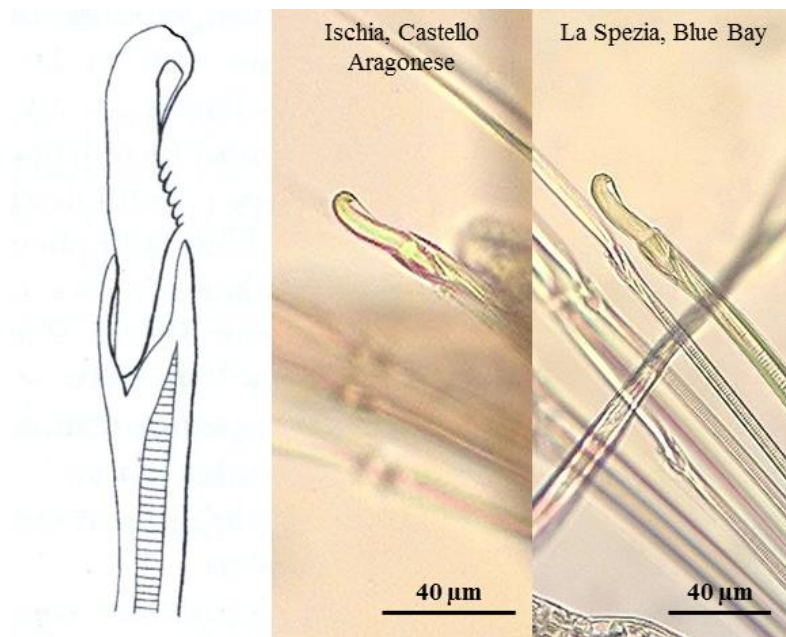 Ischia, Castello
Aragonese
La Spezia, Blue Bay
40 µm
40 µm